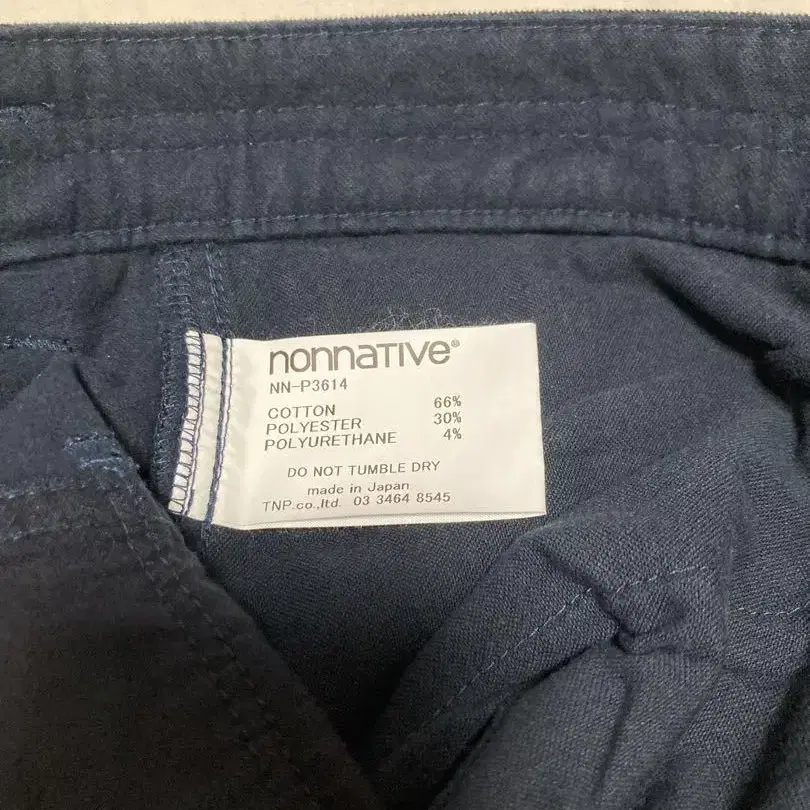 nonnative®
NN-P3614
COTTON 66%
POLYESTER 30%
POLYURETHANE 4%
DO NOT TUMBLE DRY
made in Japan
TNP.co.,ltd. 03 3464 8545